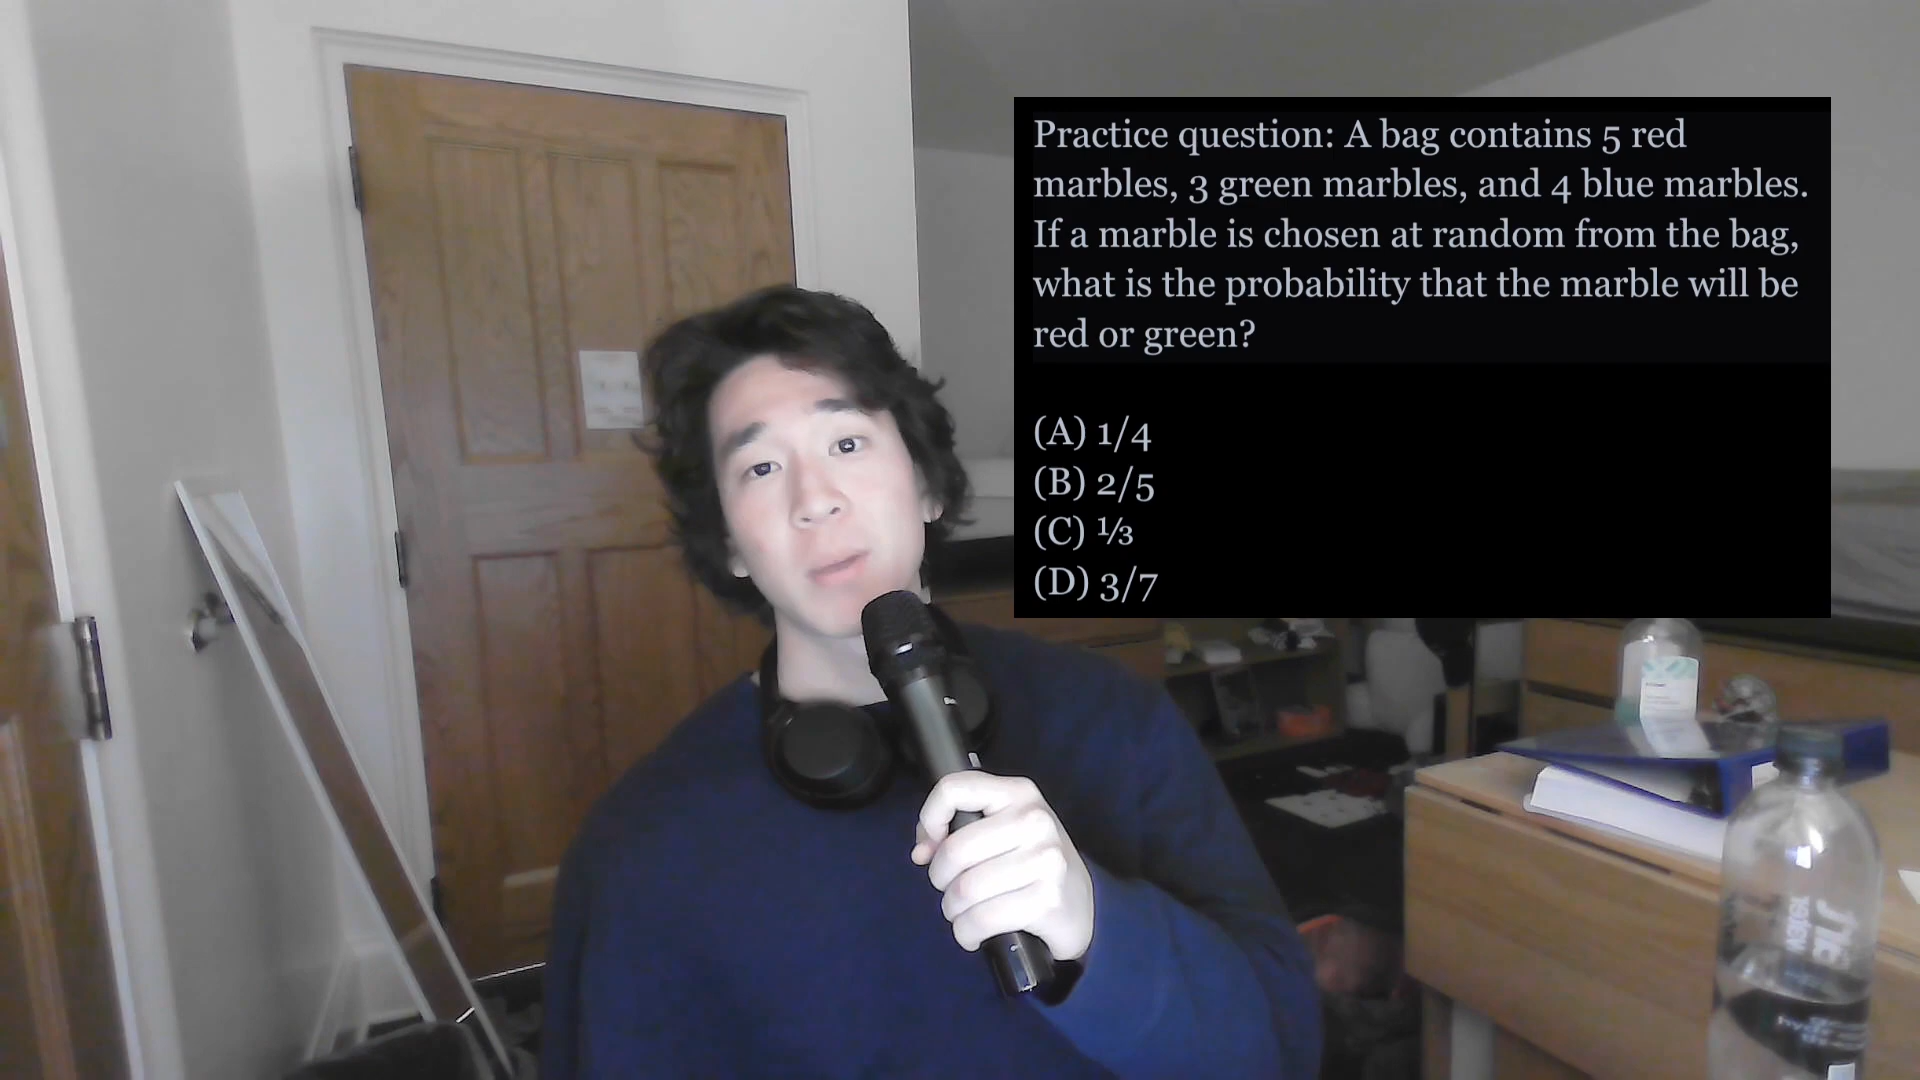 Practice question: A bag contains 5 red
marbles, 3 green marbles, and 4 blue marbles.
If a marble is chosen at random from the bag,
what is the probability that the marble will be
red or green?
(A) 1/4
(B) 2/5
(C) ⅓
(D) 3/7